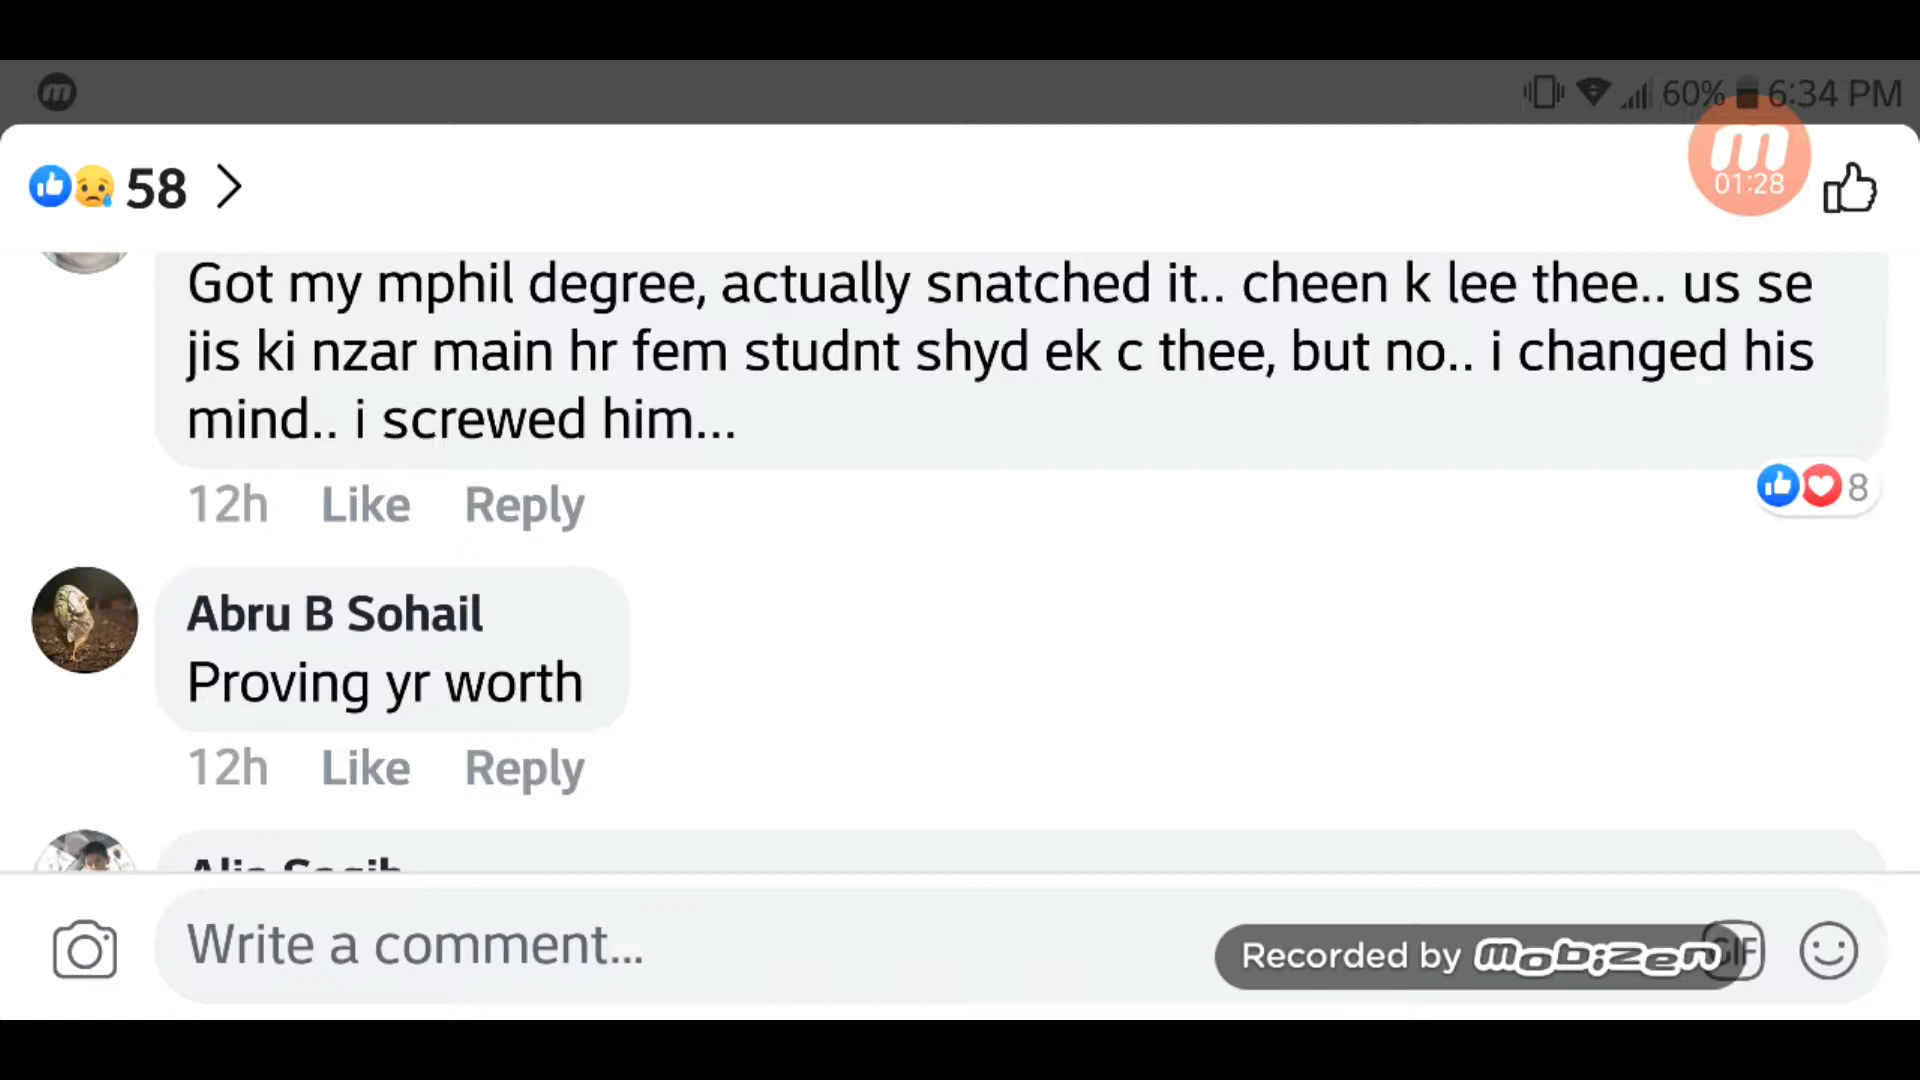 60% 6:34 PM
01:28
58
Got my mphil degree, actually snatched it.. cheen k lee thee.. us se
jis ki nzar main hr fem studnt shyd ek c thee, but no.. i changed his
mind.. i screwed him...
12h Like Reply
8
Abru B Sohail
Proving yr worth
12h Like Reply
Write a comment...
Recorded by mobizen
GIF